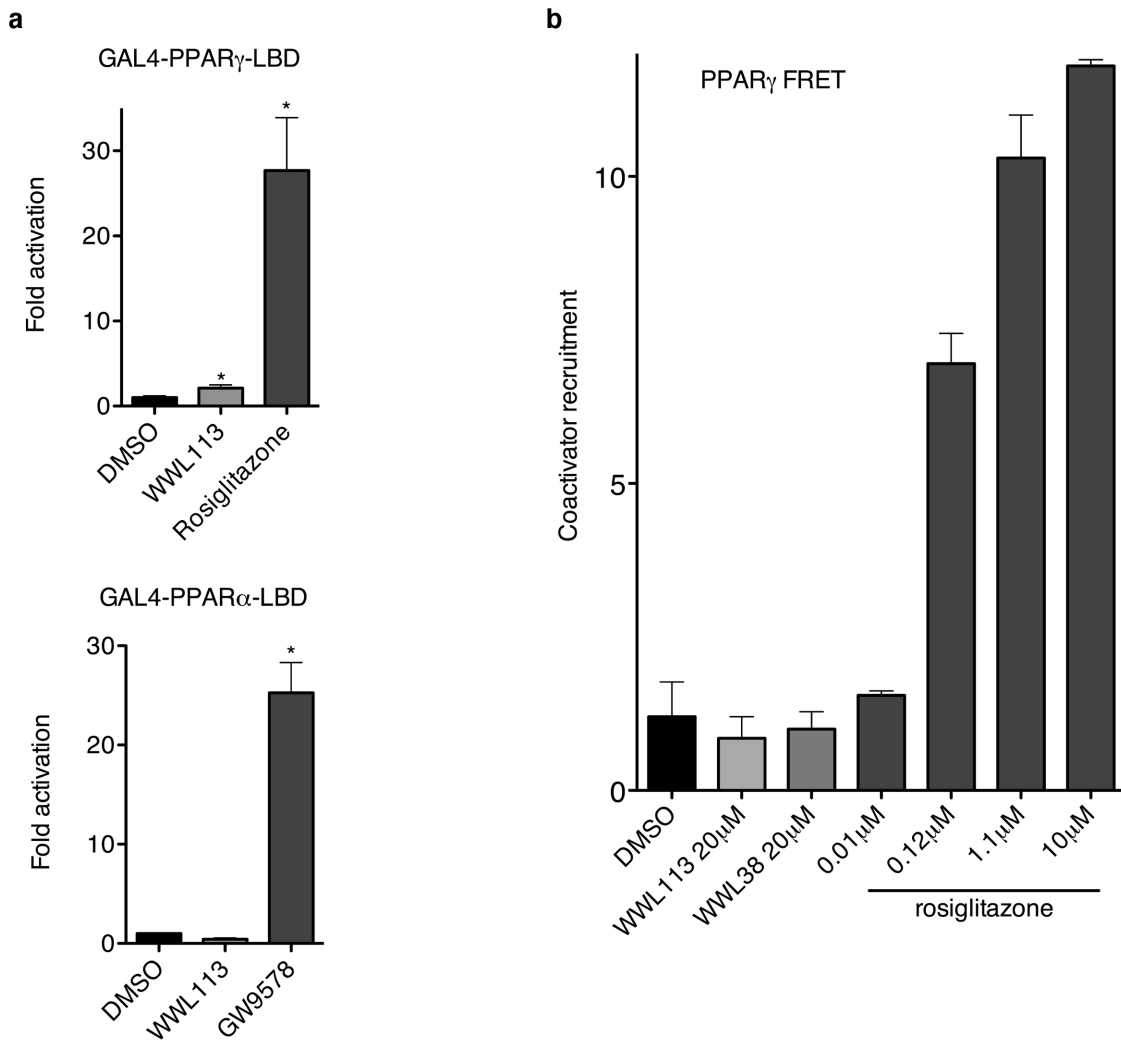 a
GAL4-PPARγ-LBD
Fold activation
30
20
10
0
*
*
DMSO
WWL113
Rosiglitazone
GAL4-PPARα-LBD
Fold activation
30
20
10
0
*
DMSO
WWL113
GW9578
b
PPARγ FRET
Coactivator recruitment
10
5
0
DMSO
WWL113 20μM
WWL38 20μM
0.01μM
0.12μM
1.1μM
10μM
rosiglitazone